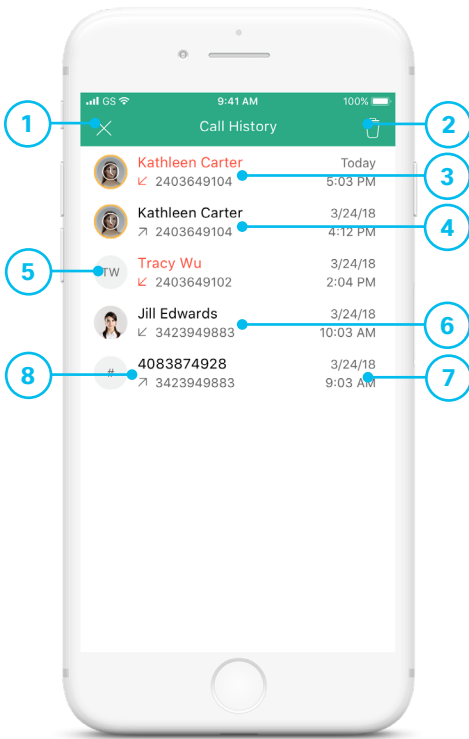 GS 9:41 AM 100%
1 Call History 2
Kathleen Carter Today
2403649104 5:03 PM 3
Kathleen Carter 3/24/18
2403649104 4:12 PM 4
5 TW Tracy Wu 3/24/18
2403649102 2:04 PM
Jill Edwards 3/24/18
3423949883 10:03 AM 6
8 # 4083874928 3/24/18
3423949883 9:03 AM 7